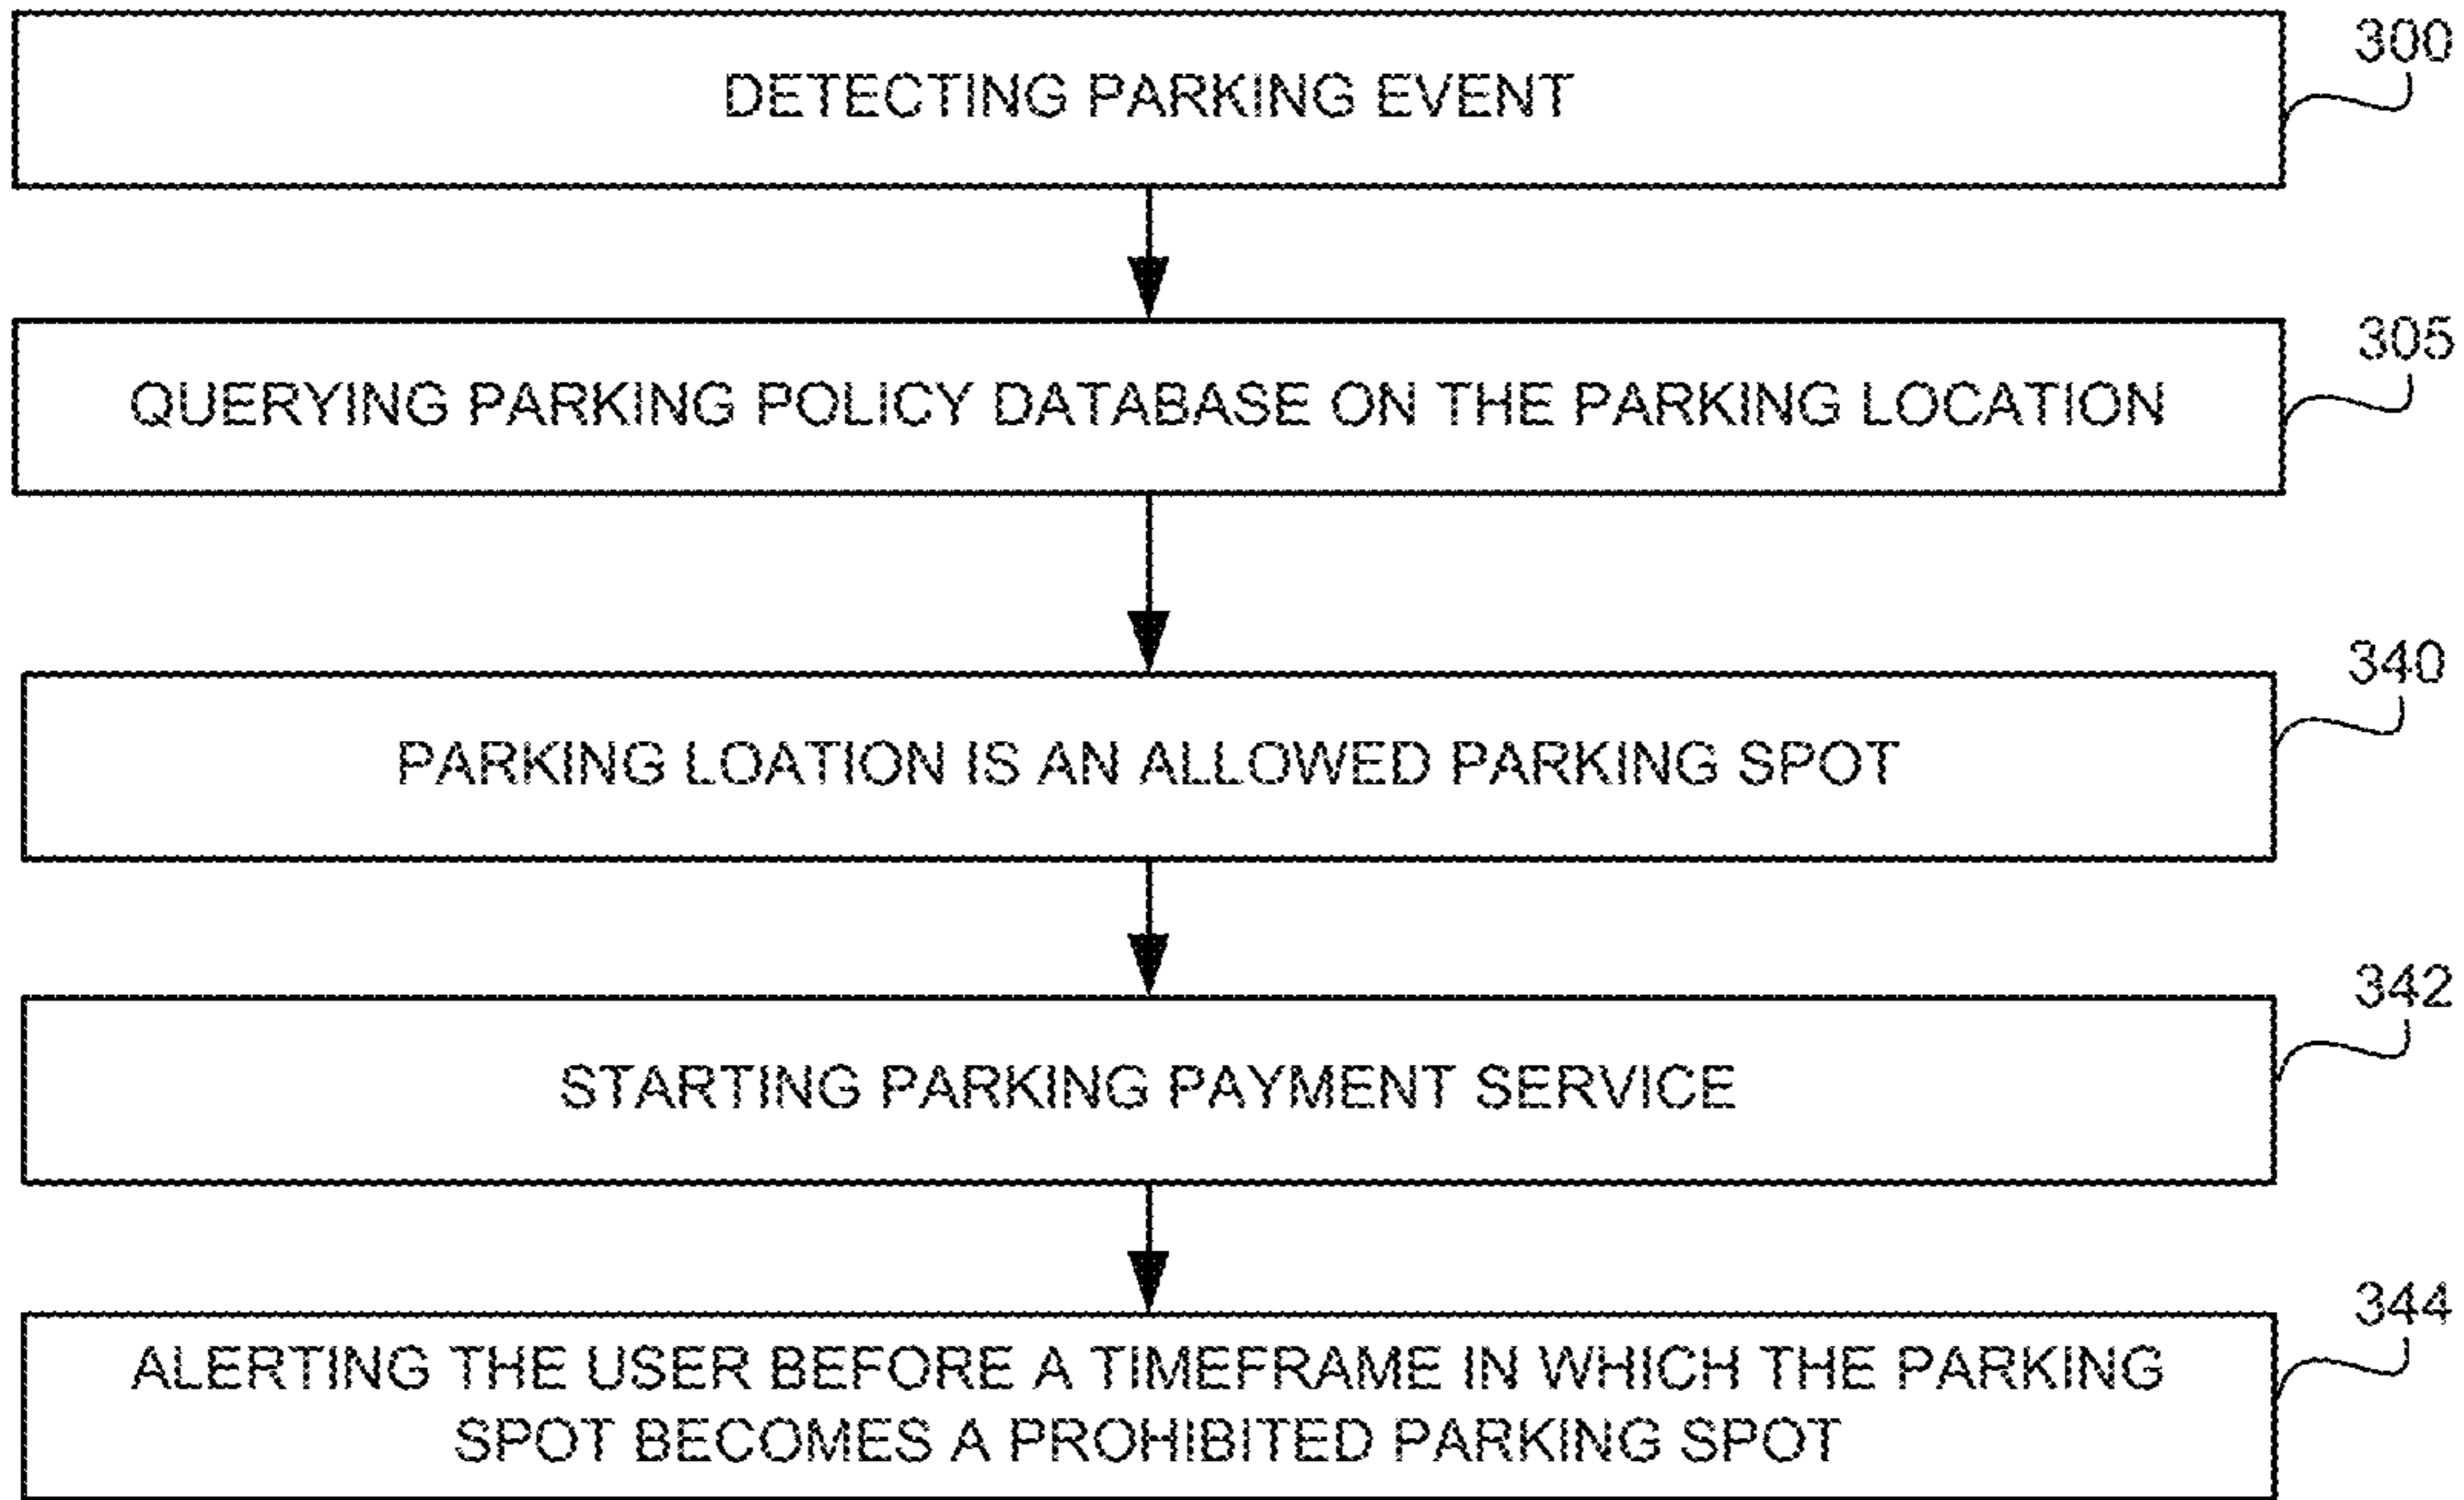 300
DETECTING PARKING EVENT
305
QUERYING PARKING POLICY DATABASE ON THE PARKING LOCATION
340
PARKING LOATION IS AN ALLOWED PARKING SPOT
342
STARTING PARKING PAYMENT SERVICE
344
ALERTING THE USER BEFORE A TIMEFRAME IN WHICH THE PARKING
SPOT BECOMES A PROHIBITED PARKING SPOT